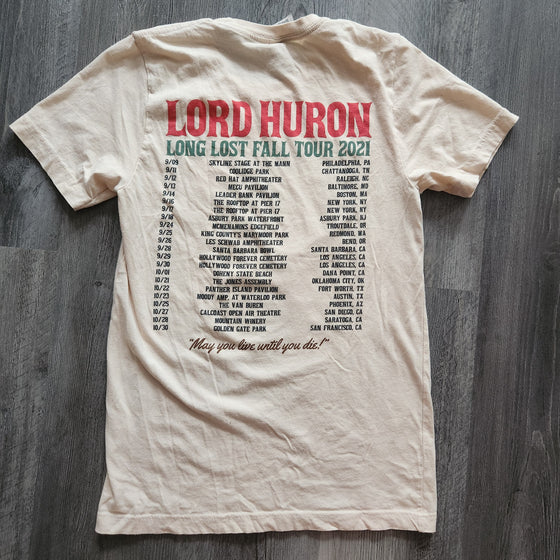 LORD HURON
LONG LOST FALL TOUR 2021
9/09 SKYLINE STAGE AT THE MANN PHILADELPHIA, PA
9/11 COOLIDGE PARK CHATTANOOGA, TN
9/12 RED HAT AMPHITHEATER RALEIGH, NC
9/13 MECU PAVILION BALTIMORE, MD
9/14 LEADER BANK PAVILION BOSTON, MA
9/16 THE ROOFTOP AT PIER 17 NEW YORK, NY
9/17 THE ROOFTOP AT PIER 17 NEW YORK, NY
9/18 ASBURY PARK WATERFRONT ASBURY PARK, NJ
9/24 MCMENAMINS EDGEFIELD TROUTDALE, OR
9/25 KING COUNTY'S MARYMOOR PARK REDMOND, WA
9/26 LES SCHWAB AMPHITHEATER BEND, OR
9/28 SANTA BARBARA BOWL SANTA BARBARA, CA
9/29 HOLLYWOOD FOREVER CEMETERY LOS ANGELES, CA
9/30 HOLLYWOOD FOREVER CEMETERY LOS ANGELES, CA
10/01 DOHENY STATE BEACH DANA POINT, CA
10/21 THE JONES ASSEMBLY OKLAHOMA CITY, OK
10/22 PANTHER ISLAND PAVILION FORT WORTH, TX
10/23 MOODY AMP. AT WATERLOO PARK AUSTIN, TX
10/25 THE VAN BUREN PHOENIX, AZ
10/27 CALCOAST OPEN AIR THEATRE SAN DIEGO, CA
10/28 MOUNTAIN WINERY SARATOGA, CA
10/30 GOLDEN GATE PARK SAN FRANCISCO, CA
"May you live until you die!"